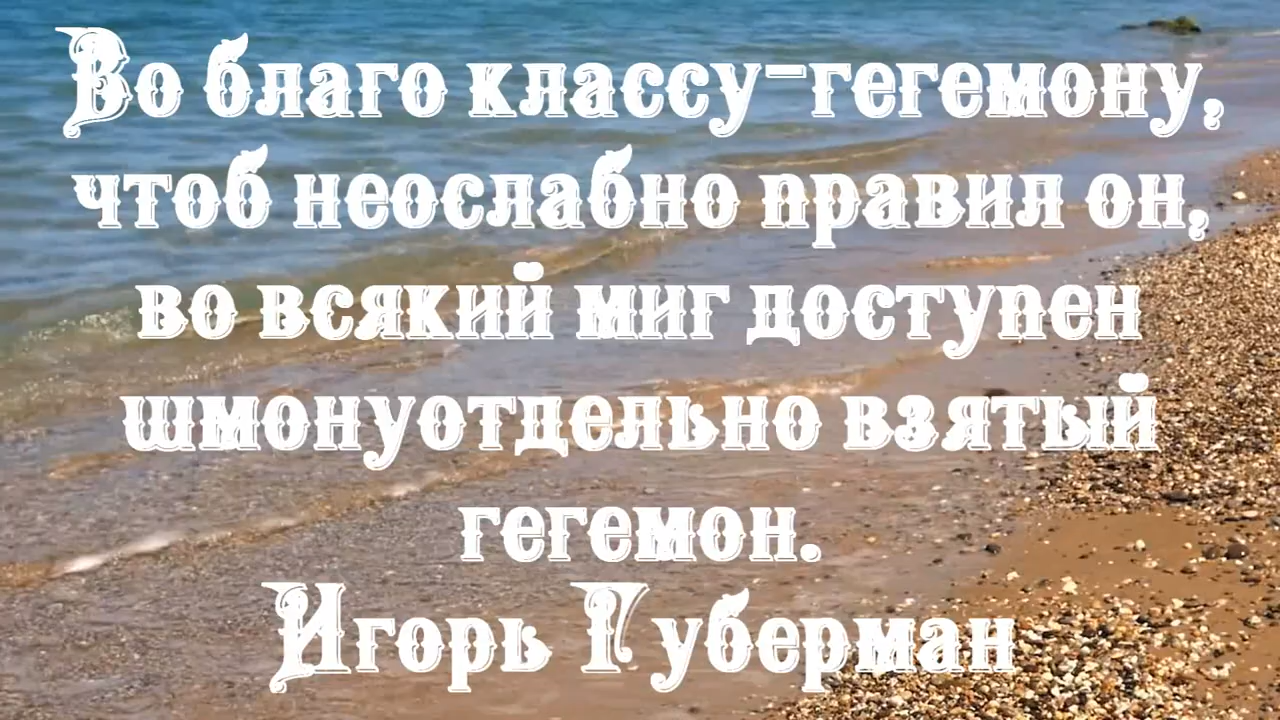 Во благо классу-гегемону,
чтоб неослабно правил он,
во всякий миг доступен
шмонуотдельно взятый
гегемон.
Игорь Губерман